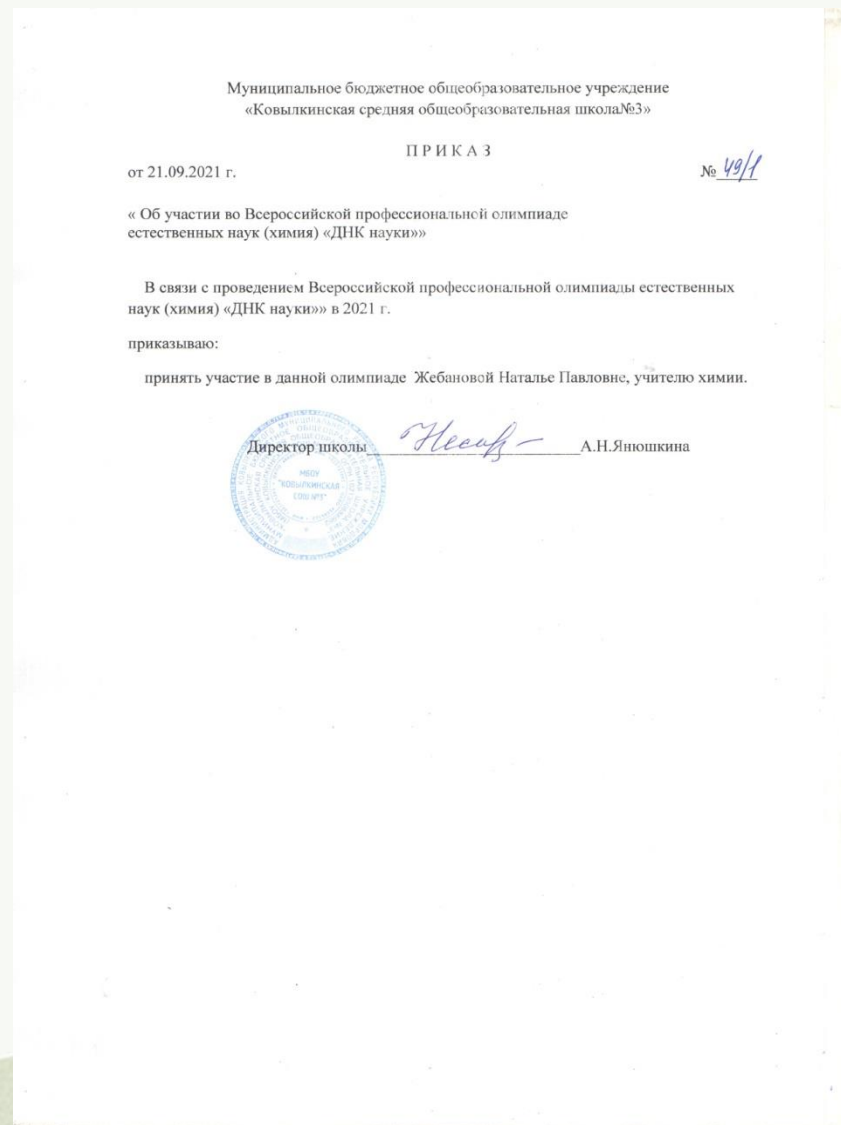 Муниципальное бюджетное общеобразовательное учреждение
«Ковылкинская средняя общеобразовательная школа№3»
П Р И К А З
от 21.09.2021 г.
№ 49/1
« Об участии во Всероссийской профессиональной олимпиаде
естественных наук (химия) «ДНК науки»»
В связи с проведением Всероссийской профессиональной олимпиады естественных
наук (химия) «ДНК науки»» в 2021 г.
приказываю:
принять участие в данной олимпиаде Жебановой Наталье Павловне, учителю химии.
Директор школы А.Н.Янюшкина
МБОУ
"КОВЫЛКИНСКАЯ
СОШ №3"